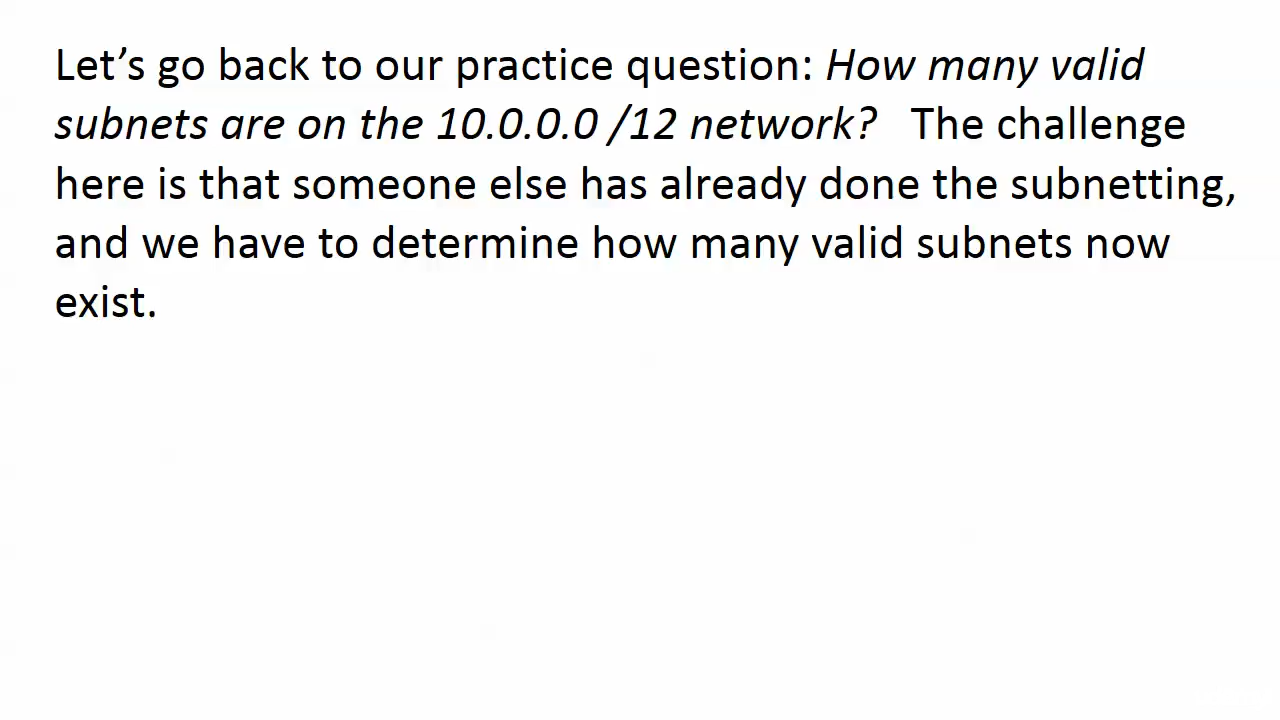 Let’s go back to our practice question: How many valid
subnets are on the 10.0.0.0 /12 network?   The challenge
here is that someone else has already done the subnetting,
and we have to determine how many valid subnets now
exist.